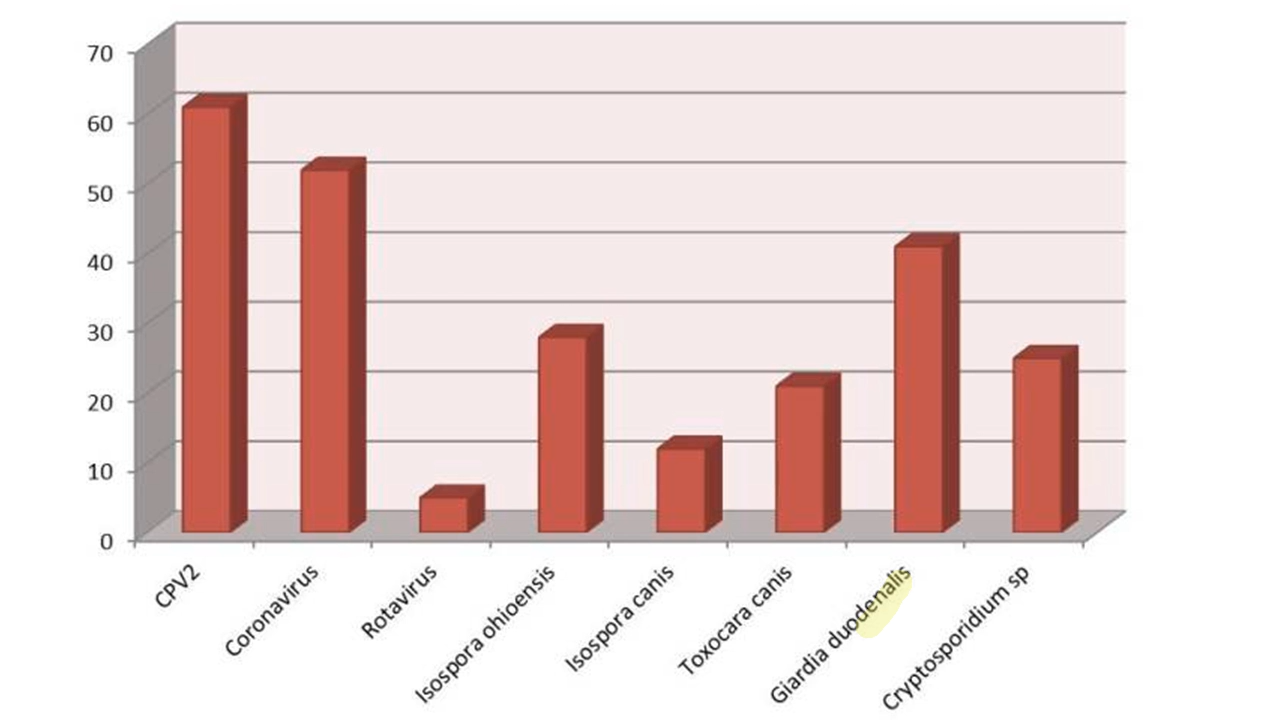 70
60
50
40
30
20
10
0
CPV2
Coronavirus
Rotavirus
Isospora ohioensis
Isospora canis
Toxocara canis
Giardia duodenalis
Cryptosporidium sp